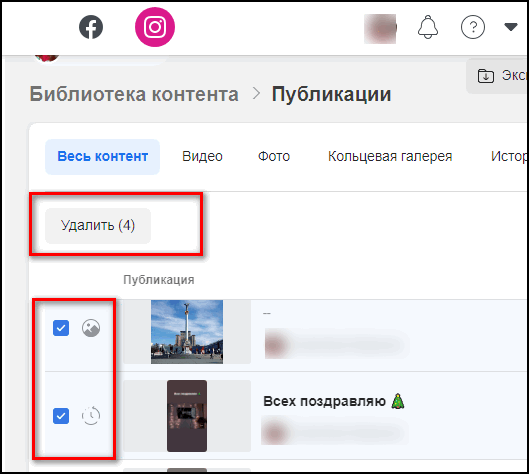 Экс
Библиотека контента > Публикации
Весь контент Видео Фото Кольцевая галерея Истор
Удалить (4)
Публикация
--
Всех поздравляю 🎄